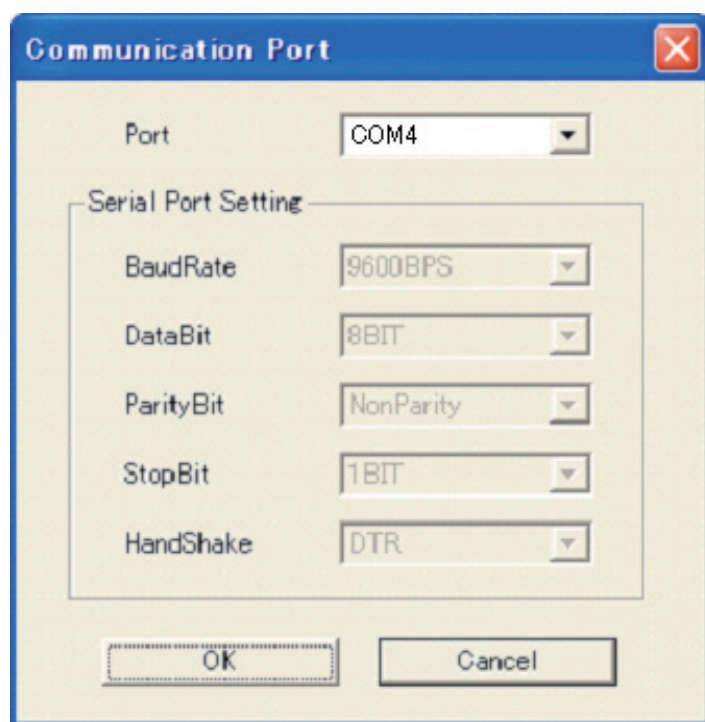 Communication Port
Port COM4
Serial Port Setting
BaudRate 9600BPS
DataBit 8BIT
ParityBit NonParity
StopBit 1BIT
HandShake DTR
OK Cancel